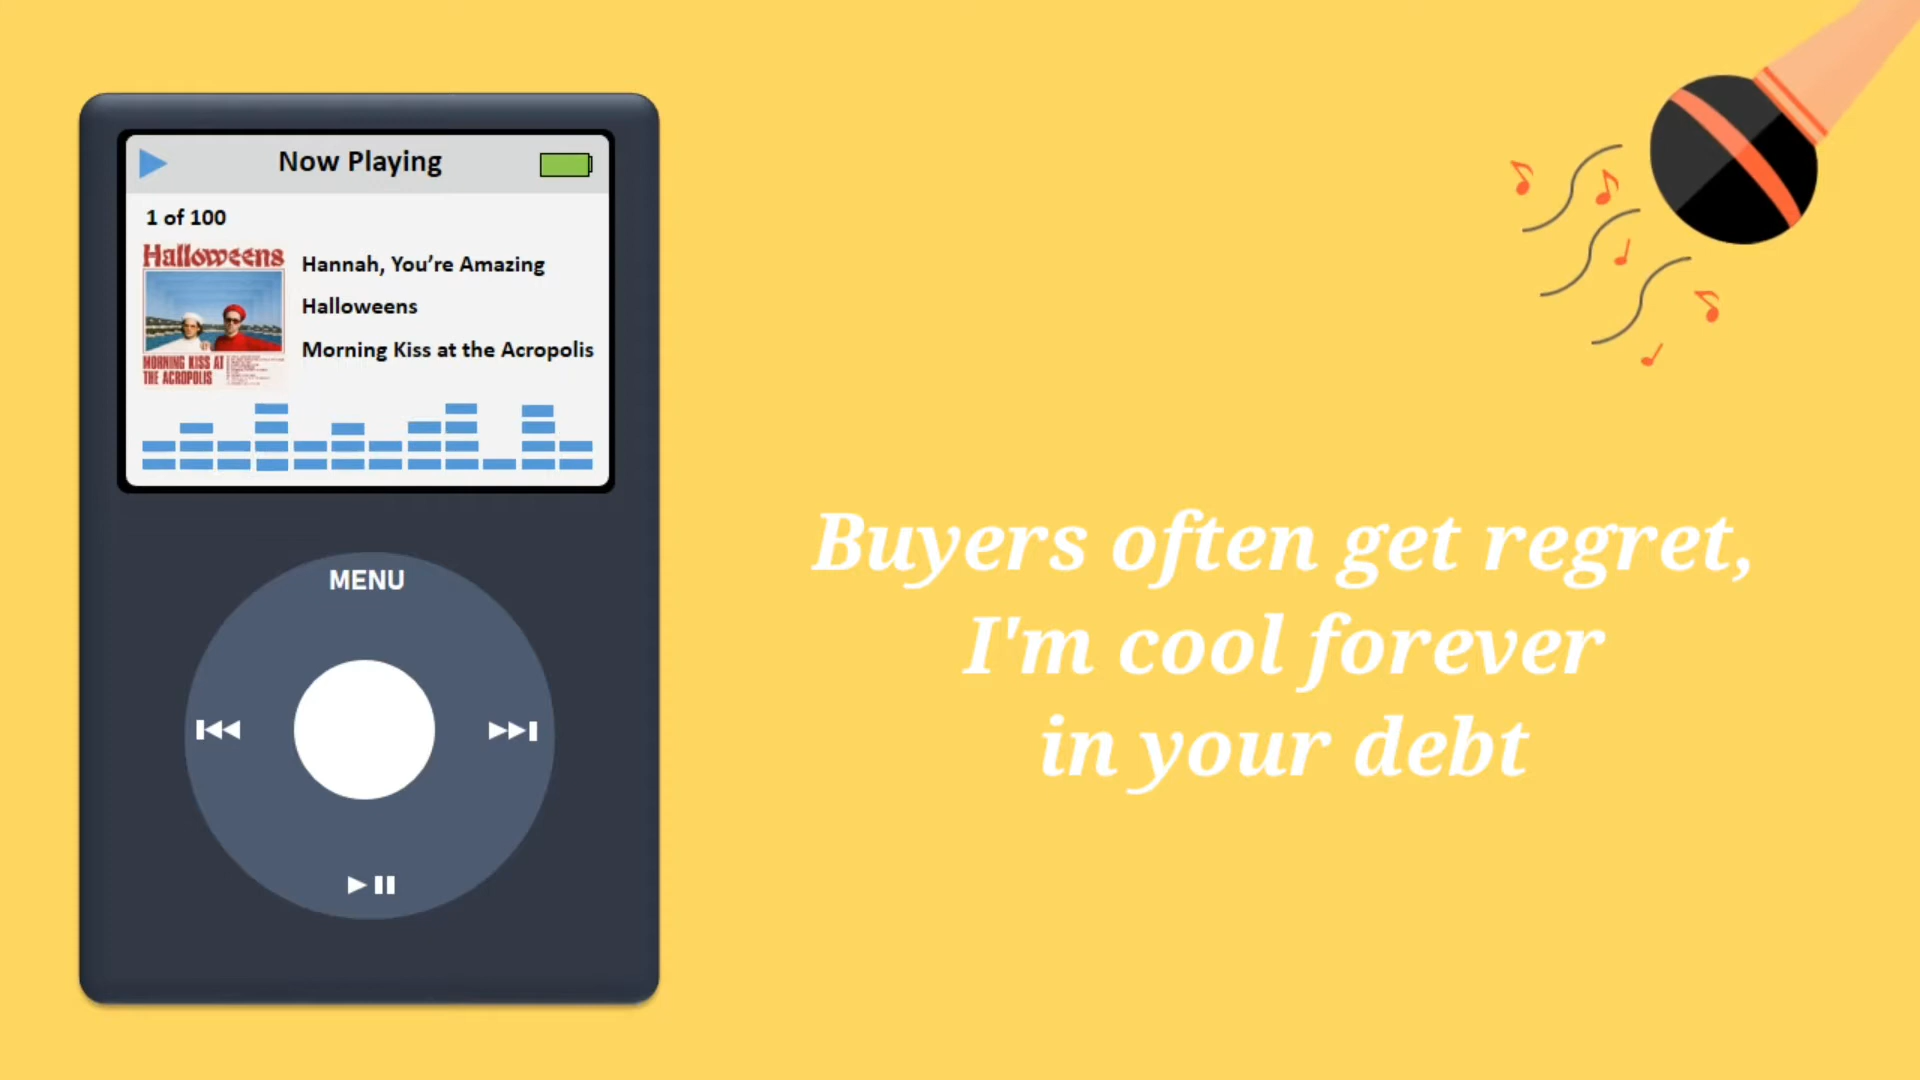 Now Playing
1 of 100
Halloweens
MORNING KISS AT
THE ACROPOLIS
Hannah, You’re Amazing
Halloweens
Morning Kiss at the Acropolis
MENU
Buyers often get regret,
I'm cool forever
in your debt